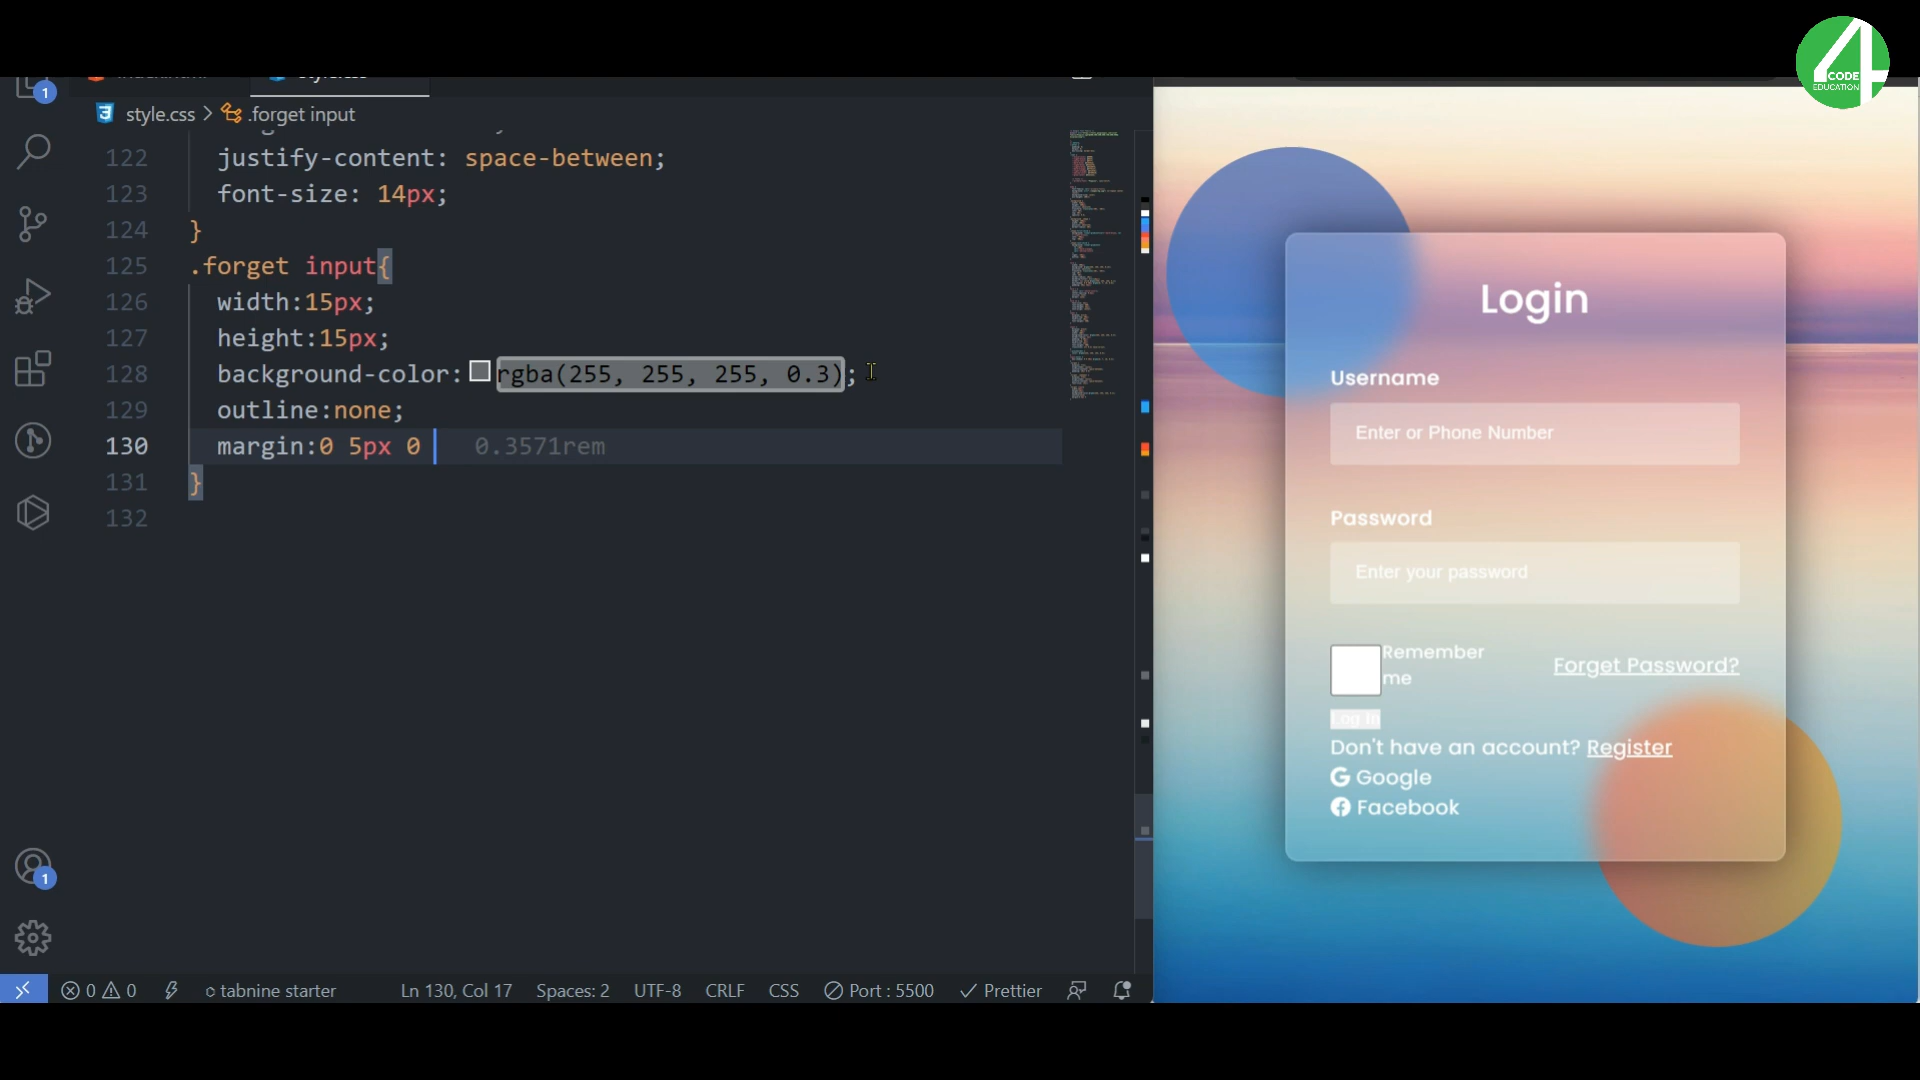 CODE
EDUCATION
style.css > .forget input
122 justify-content: space-between;
123 font-size: 14px;
124 }
125 .forget input{
126 width:15px;
127 height:15px;
128 background-color: rgba(255, 255, 255, 0.3);
129 outline:none;
130 margin:0 5px 0 0.3571rem
131 }
132
1
1
0 0 tabnine starter Ln 130, Col 17 Spaces: 2 UTF-8 CRLF CSS Port : 5500 Prettier
Login
Username
Enter or Phone Number
Password
Enter your password
Remember
me
Forget Password?
Log In
Don't have an account? Register
Google
Facebook